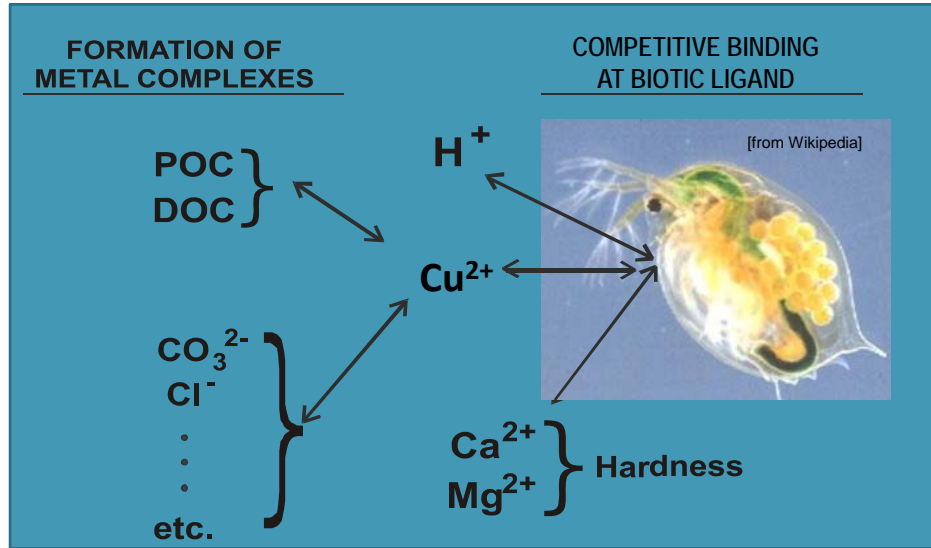 FORMATION OF
METAL COMPLEXES
COMPETITIVE BINDING
AT BIOTIC LIGAND
[from Wikipedia]
H⁺
POC
DOC
Cu²⁺
CO₃²⁻
Cl⁻
.
.
.
etc.
Ca²⁺
Mg²⁺
Hardness